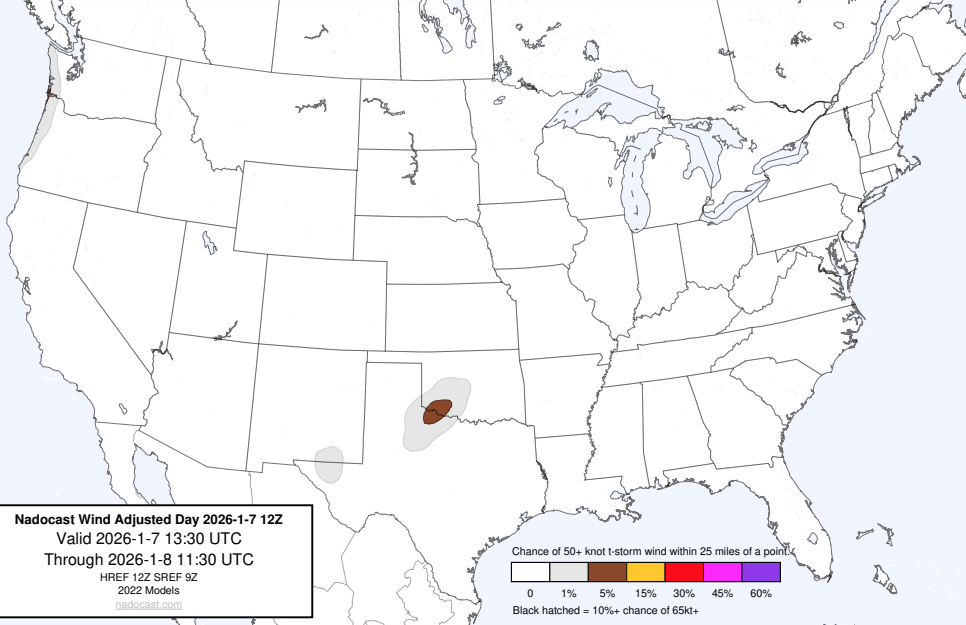 Nadocast Wind Adjusted Day 2026-1-7 12Z
Valid 2026-1-7 13:30 UTC
Through 2026-1-8 11:30 UTC
HREF 12Z SREF 9Z
2022 Models
nadocast.com
Chance of 50+ knot t-storm wind within 25 miles of a point.
0 1% 5% 15% 30% 45% 60%
Black hatched = 10%+ chance of 65kt+